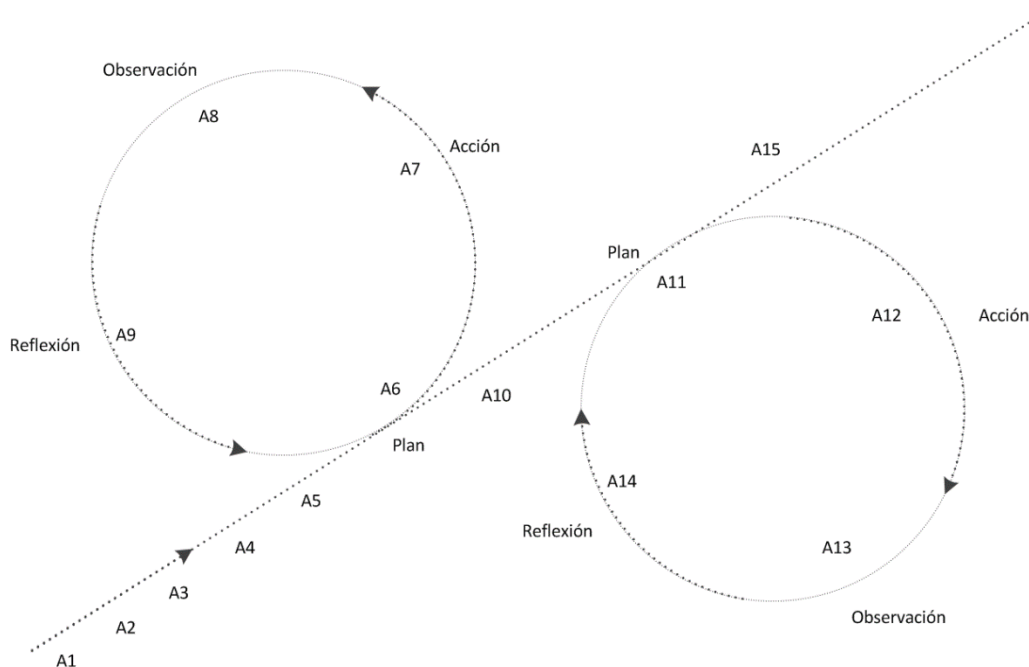 Observación
A8
Acción
A7
A15
Plan
A11
A12
Acción
A9
Reflexión
A6
A10
Plan
A5
A14
Reflexión
A4
A13
A3
Observación
A2
A1